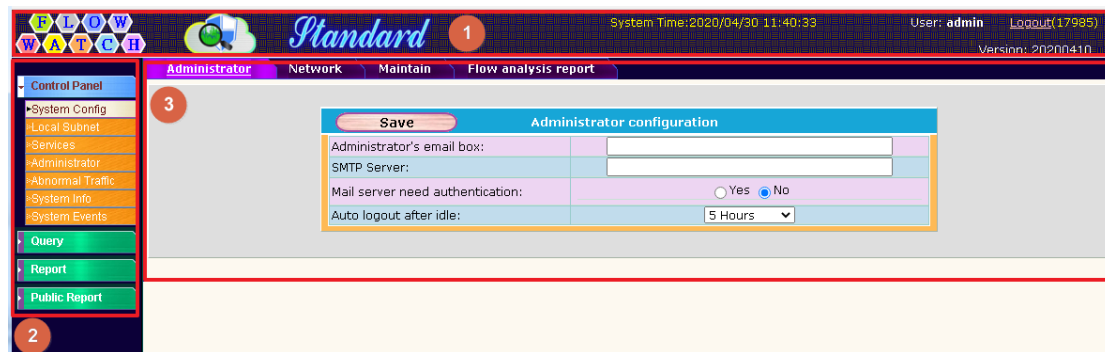 FLOW
WATCH
Standard
1
System Time:2020/04/30 11:40:33
User: admin
Logout(17985)
Version: 20200410
Administrator
Network
Maintain
Flow analysis report
Control Panel
System Config
Local Subnet
Services
Administrator
Abnormal Traffic
System Info
System Events
Query
Report
Public Report
2
3
Save
Administrator configuration
Administrator's email box:
SMTP Server:
Mail server need authentication:
Yes No
Auto logout after idle:
5 Hours